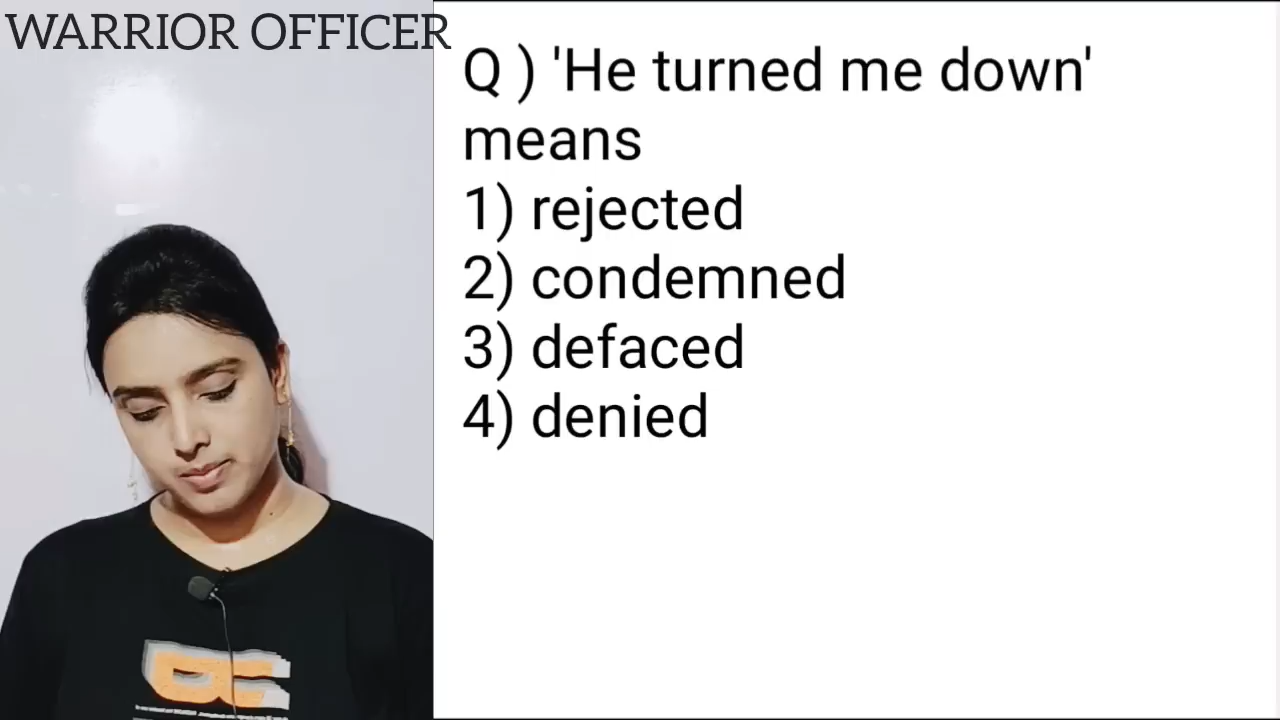 WARRIOR OFFICER
Q ) 'He turned me down'
means
1) rejected
2) condemned
3) defaced
4) denied